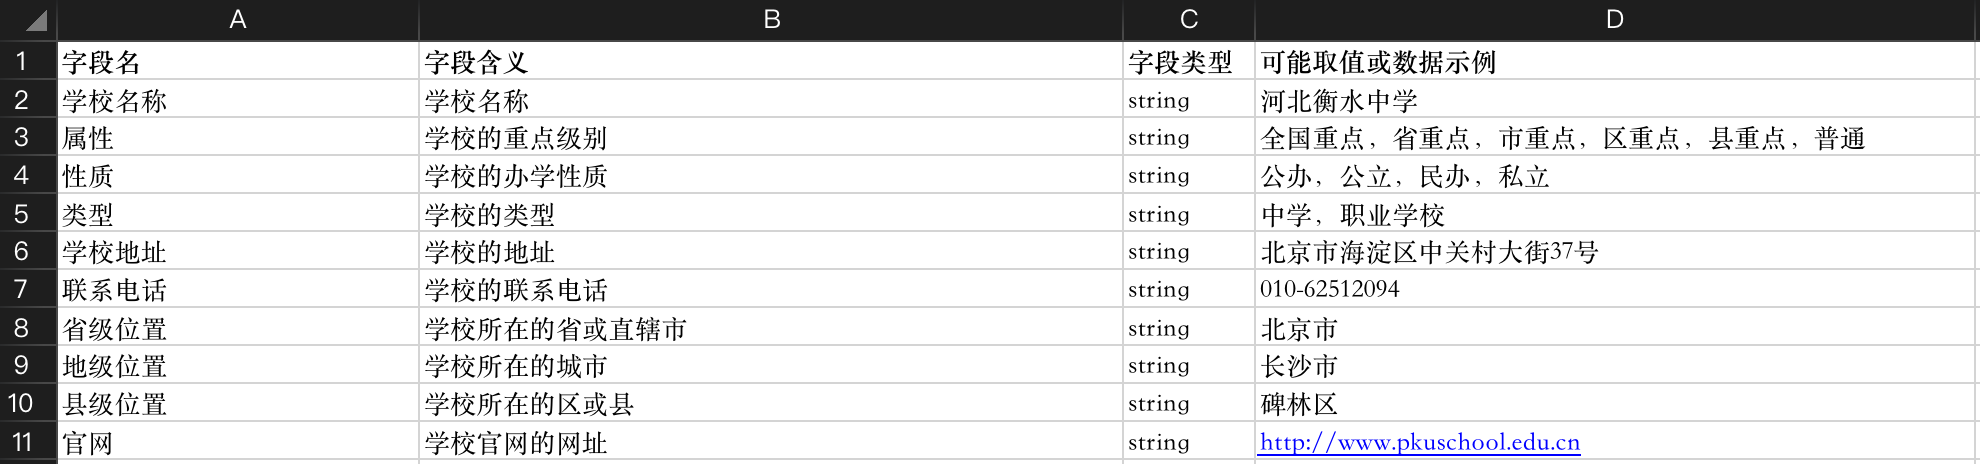 A B C D
1 字段名 字段含义 字段类型 可能取值或数据示例
2 学校名称 学校名称 string 河北衡水中学
3 属性 学校的重点级别 string 全国重点，省重点，市重点，区重点，县重点，普通
4 性质 学校的办学性质 string 公办，公立，民办，私立
5 类型 学校的类型 string 中学，职业学校
6 学校地址 学校的地址 string 北京市海淀区中关村大街37号
7 联系电话 学校的联系电话 string 010-62512094
8 省级位置 学校所在的省或直辖市 string 北京市
9 地级位置 学校所在的城市 string 长沙市
10 县级位置 学校所在的区或县 string 碑林区
11 官网 学校官网的网址 string http://www.pkuschool.edu.cn